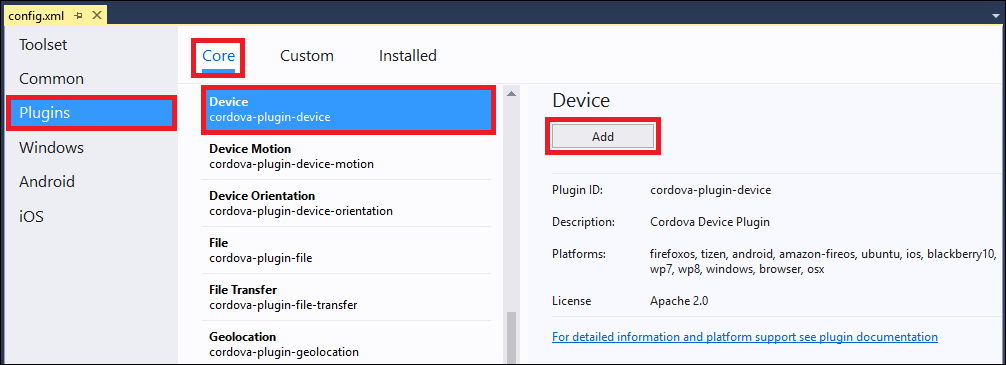 config.xml
Toolset
Common
Plugins
Windows
Android
iOS
Core Custom Installed
Device
cordova-plugin-device
Device Motion
cordova-plugin-device-motion
Device Orientation
cordova-plugin-device-orientation
File
cordova-plugin-file
File Transfer
cordova-plugin-file-transfer
Geolocation
cordova-plugin-geolocation
Device
Add
Plugin ID: cordova-plugin-device
Description: Cordova Device Plugin
Platforms: firefoxos, tizen, android, amazon-fireos, ubuntu, ios, blackberry10,
wp7, wp8, windows, browser, osx
License Apache 2.0
For detailed information and platform support see plugin documentation